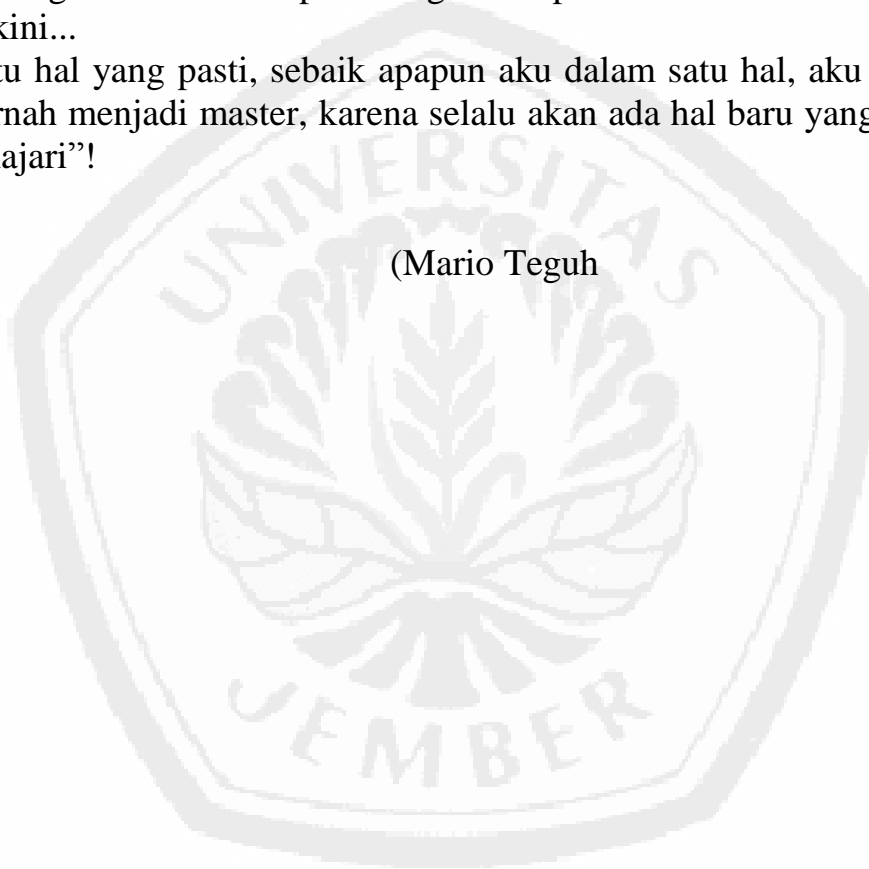 kini...
tu hal yang pasti, sebaik apapun aku dalam satu hal, aku
rnah menjadi master, karena selalu akan ada hal baru yang
ajari”!
(Mario Teguh
UNIVERSITAS
JEMBER